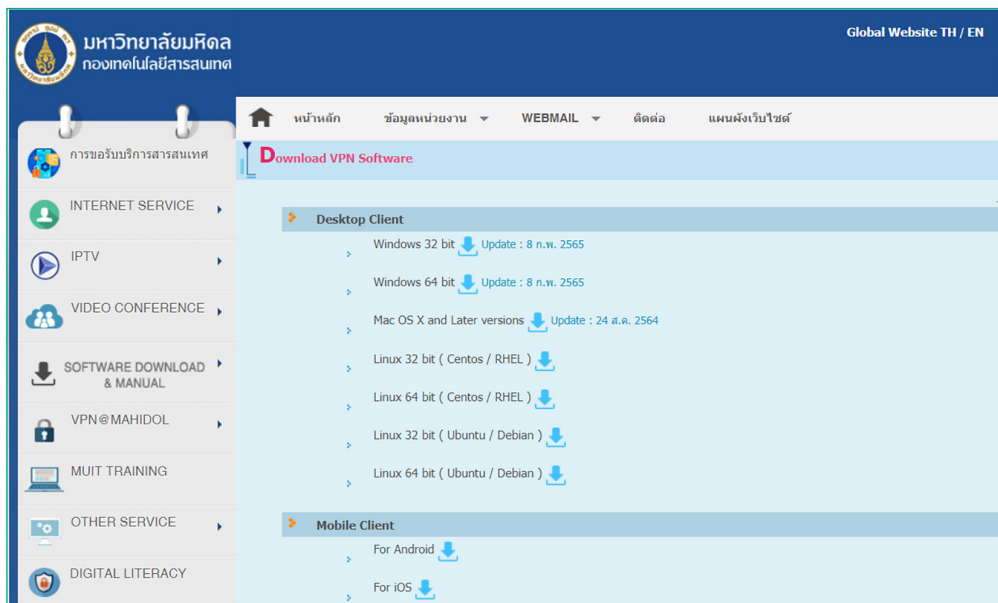 มหาวิทยาลัยมหิดล
กองเทคโนโลยีสารสนเทศ
Global Website TH / EN
หน้าหลัก ข้อมูลหน่วยงาน WEBMAIL ติดต่อ แผนผังเว็บไซต์
การขอรับบริการสารสนเทศ
INTERNET SERVICE
IPTV
VIDEO CONFERENCE
SOFTWARE DOWNLOAD
& MANUAL
VPN@MAHIDOL
MUIT TRAINING
OTHER SERVICE
DIGITAL LITERACY
Download VPN Software
Desktop Client
Windows 32 bit Update : 8 ก.พ. 2565
Windows 64 bit Update : 8 ก.พ. 2565
Mac OS X and Later versions Update : 24 ส.ค. 2564
Linux 32 bit ( Centos / RHEL )
Linux 64 bit ( Centos / RHEL )
Linux 32 bit ( Ubuntu / Debian )
Linux 64 bit ( Ubuntu / Debian )
Mobile Client
For Android
For iOS